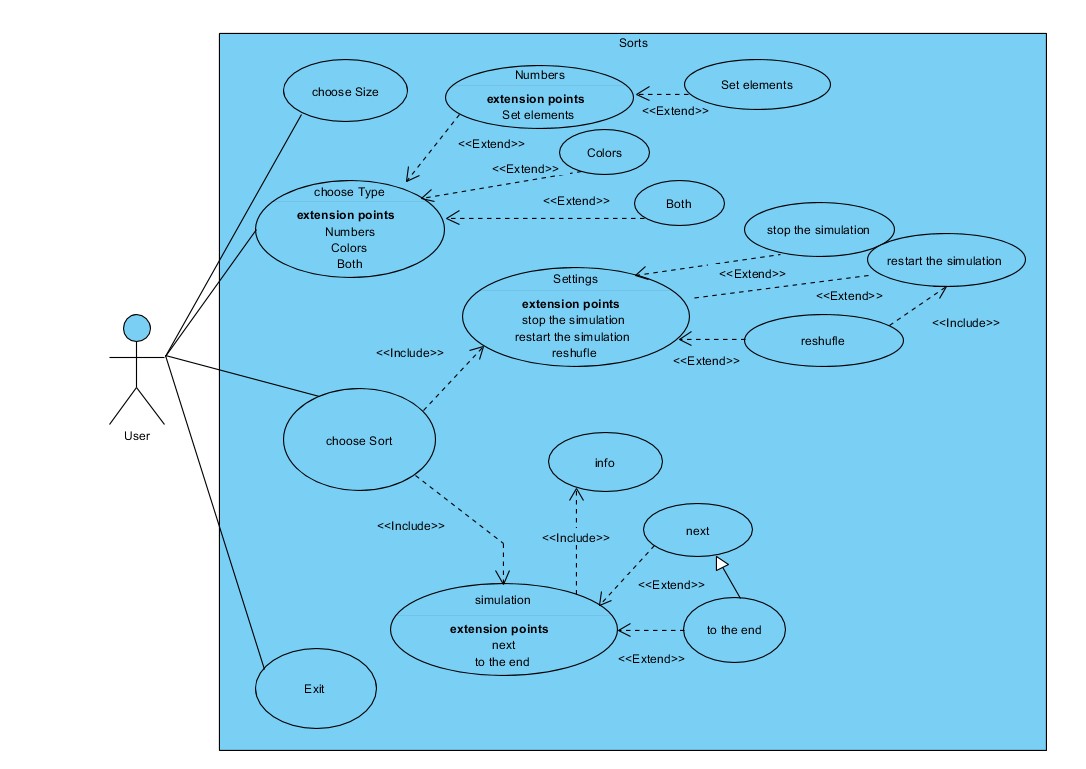 Sorts
choose Size
Numbers
extension points
Set elements
<<Extend>>
Set elements
<<Extend>>
Colors
<<Extend>>
choose Type
extension points
Numbers
Colors
Both
<<Extend>>
Both
stop the simulation
restart the simulation
<<Extend>>
Settings
extension points
stop the simulation
restart the simulation
reshufle
<<Extend>>
<<Include>>
reshufle
<<Extend>>
<<Include>>
User
choose Sort
info
<<Include>>
<<Include>>
next
<<Extend>>
simulation
extension points
next
to the end
to the end
<<Extend>>
Exit